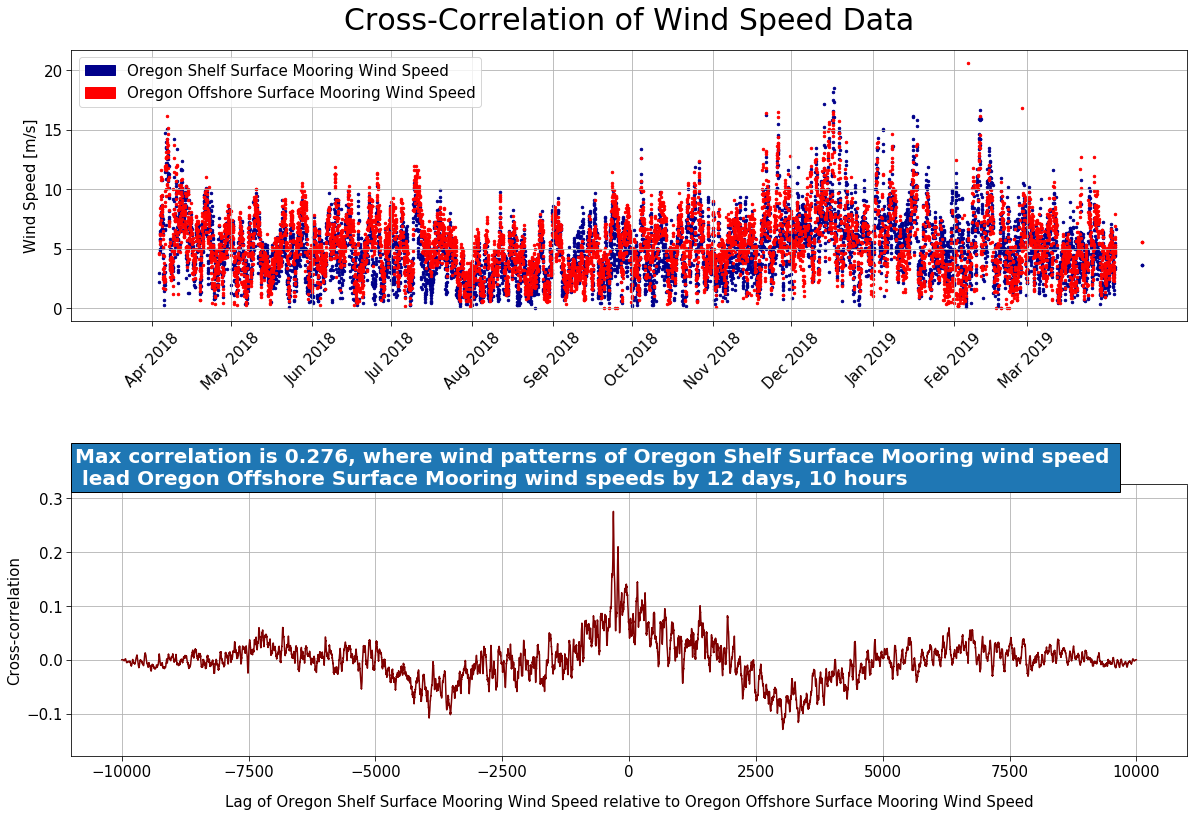 Cross-Correlation of Wind Speed Data
Oregon Shelf Surface Mooring Wind Speed
Oregon Offshore Surface Mooring Wind Speed
Wind Speed [m/s]
20
15
10
5
0
Apr 2018
May 2018
Jun 2018
Jul 2018
Aug 2018
Sep 2018
Oct 2018
Nov 2018
Dec 2018
Jan 2019
Feb 2019
Mar 2019
Max correlation is 0.276, where wind patterns of Oregon Shelf Surface Mooring wind speed
lead Oregon Offshore Surface Mooring wind speeds by 12 days, 10 hours
Cross-correlation
0.3
0.2
0.1
0.0
−0.1
−10000
−7500
−5000
−2500
0
2500
5000
7500
10000
Lag of Oregon Shelf Surface Mooring Wind Speed relative to Oregon Offshore Surface Mooring Wind Speed